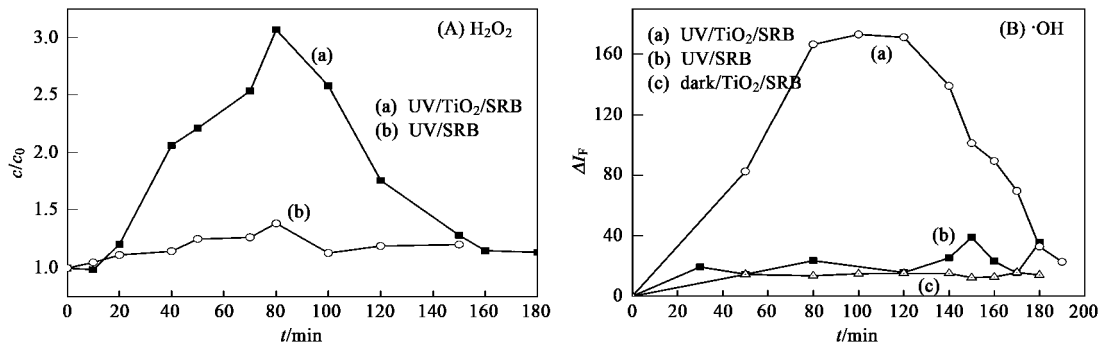 (A) H₂O₂
3.0
2.5
2.0
1.5
1.0
c/c₀
(a)
(a) UV/TiO₂/SRB
(b) UV/SRB
(b)
0 20 40 60 80 100 120 140 160 180
t/min
(B) ·OH
(a) UV/TiO₂/SRB
(b) UV/SRB
(c) dark/TiO₂/SRB
160
120
80
40
0
ΔI_F
(a)
(b)
(c)
0 20 40 60 80 100 120 140 160 180 200
t/min